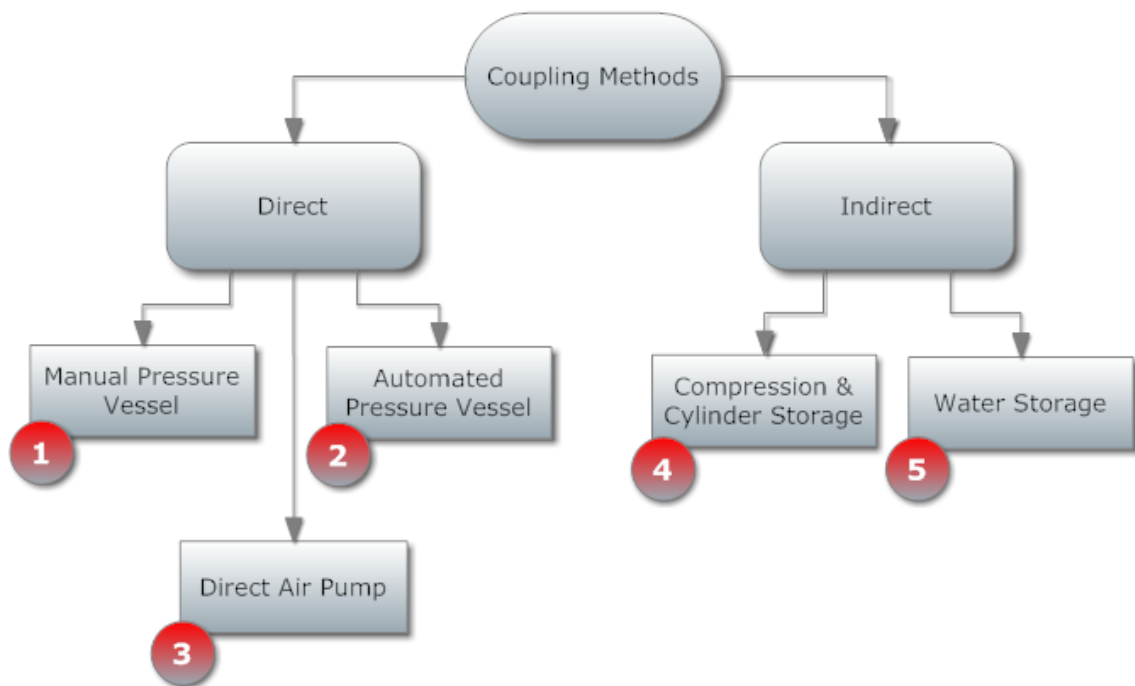 Coupling Methods
Direct
Indirect
Manual Pressure
Vessel
1
Automated
Pressure Vessel
2
Compression &
Cylinder Storage
4
Water Storage
5
Direct Air Pump
3